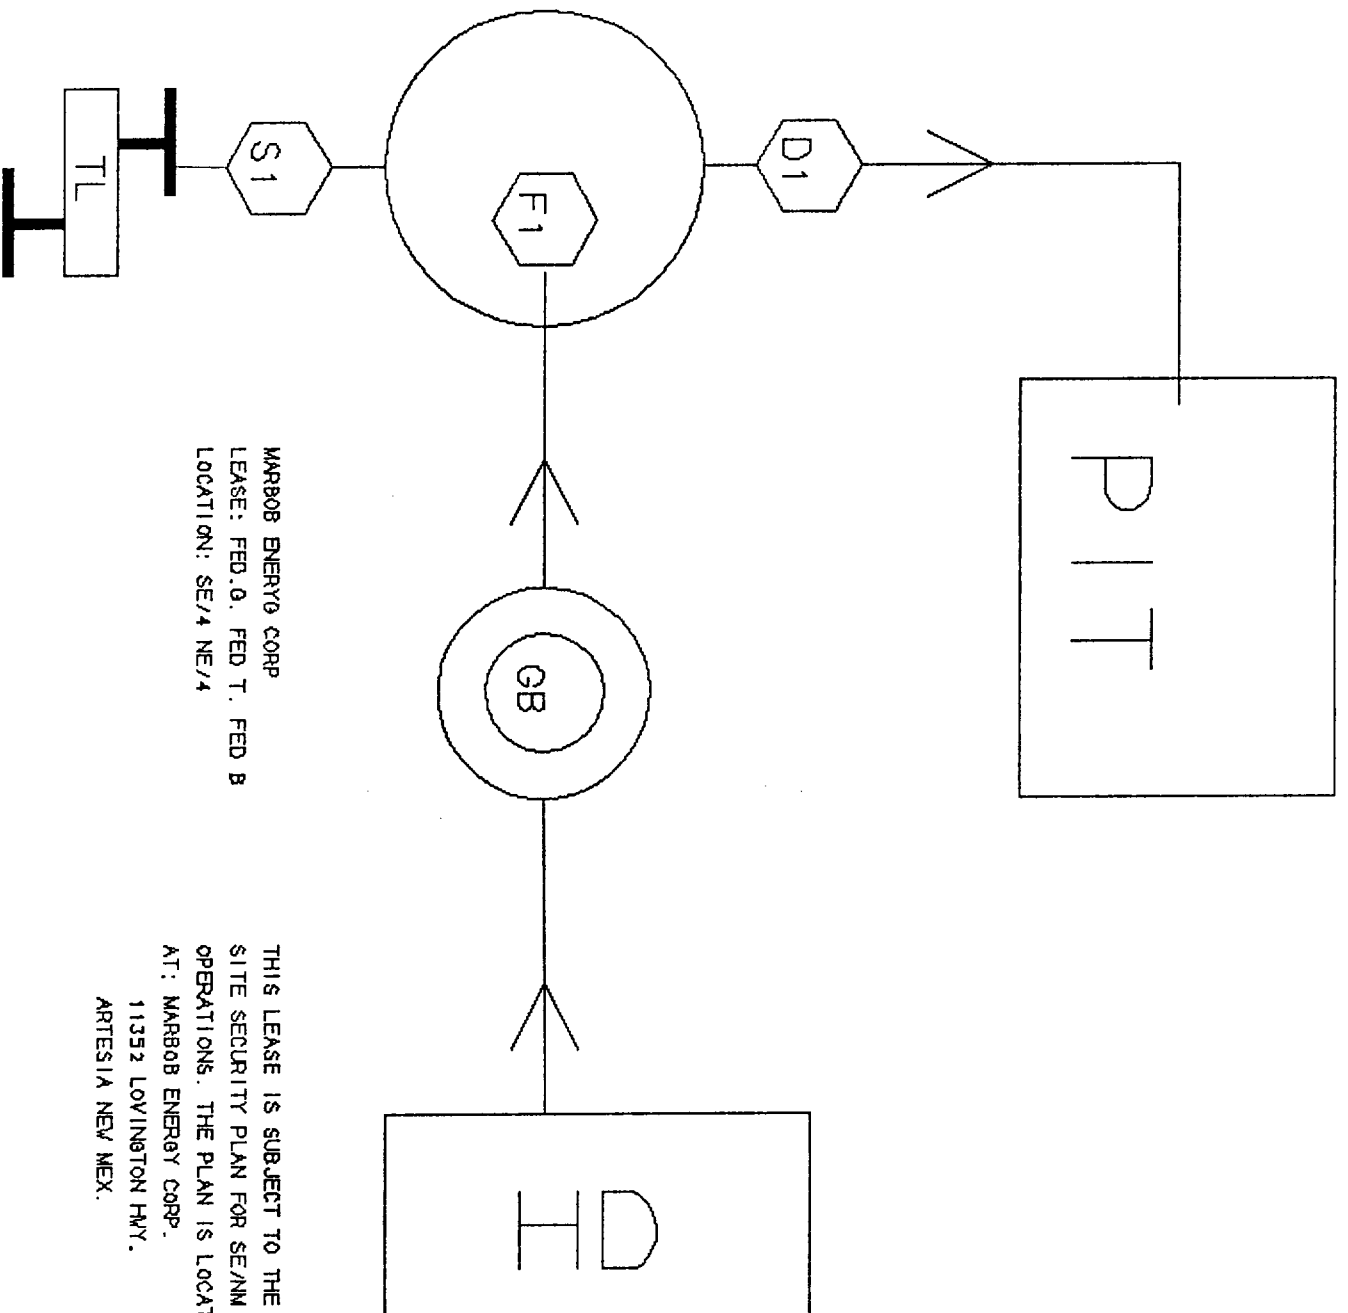 PIT
D1
F1
S1
TL
GB
HD
MARBOB ENERYG CORP
LEASE: FED.Q. FED T. FED B
LOCATION: SE/4 NE/4
THIS LEASE IS SUBJECT TO THE
SITE SECURITY PLAN FOR SE/NM
OPERATIONS. THE PLAN IS LOCAT
AT: MARBOB ENERGY CORP.
11352 LOVINGTON HWY.
ARTESIA NEW MEX.